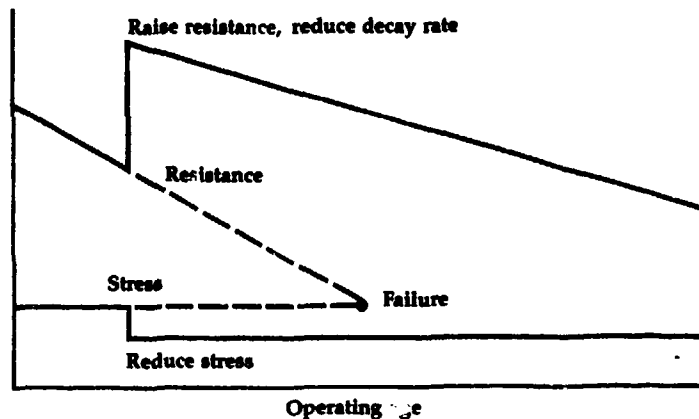 Raise resistance, reduce decay rate
Resistance
Stress
Failure
Reduce stress
Operating